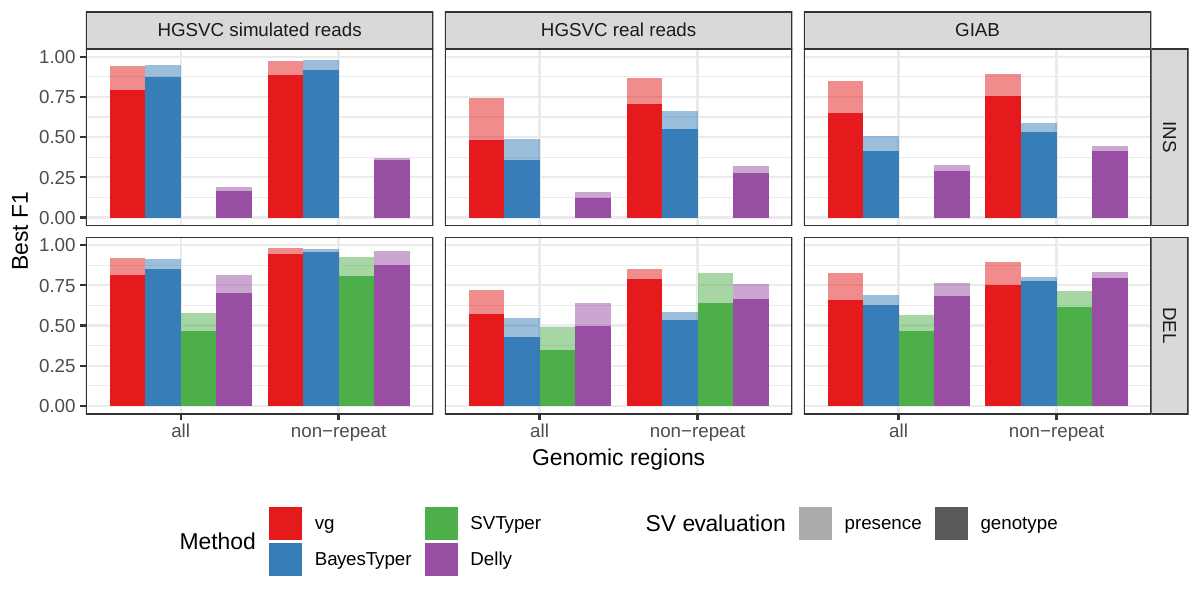 HGSVC simulated reads
HGSVC real reads
GIAB
Best F1
1.00
0.75
0.50
0.25
0.00
INS
1.00
0.75
0.50
0.25
0.00
DEL
all
non−repeat
all
non−repeat
all
non−repeat
Genomic regions
Method
vg
BayesTyper
SVTyper
Delly
SV evaluation
presence
genotype